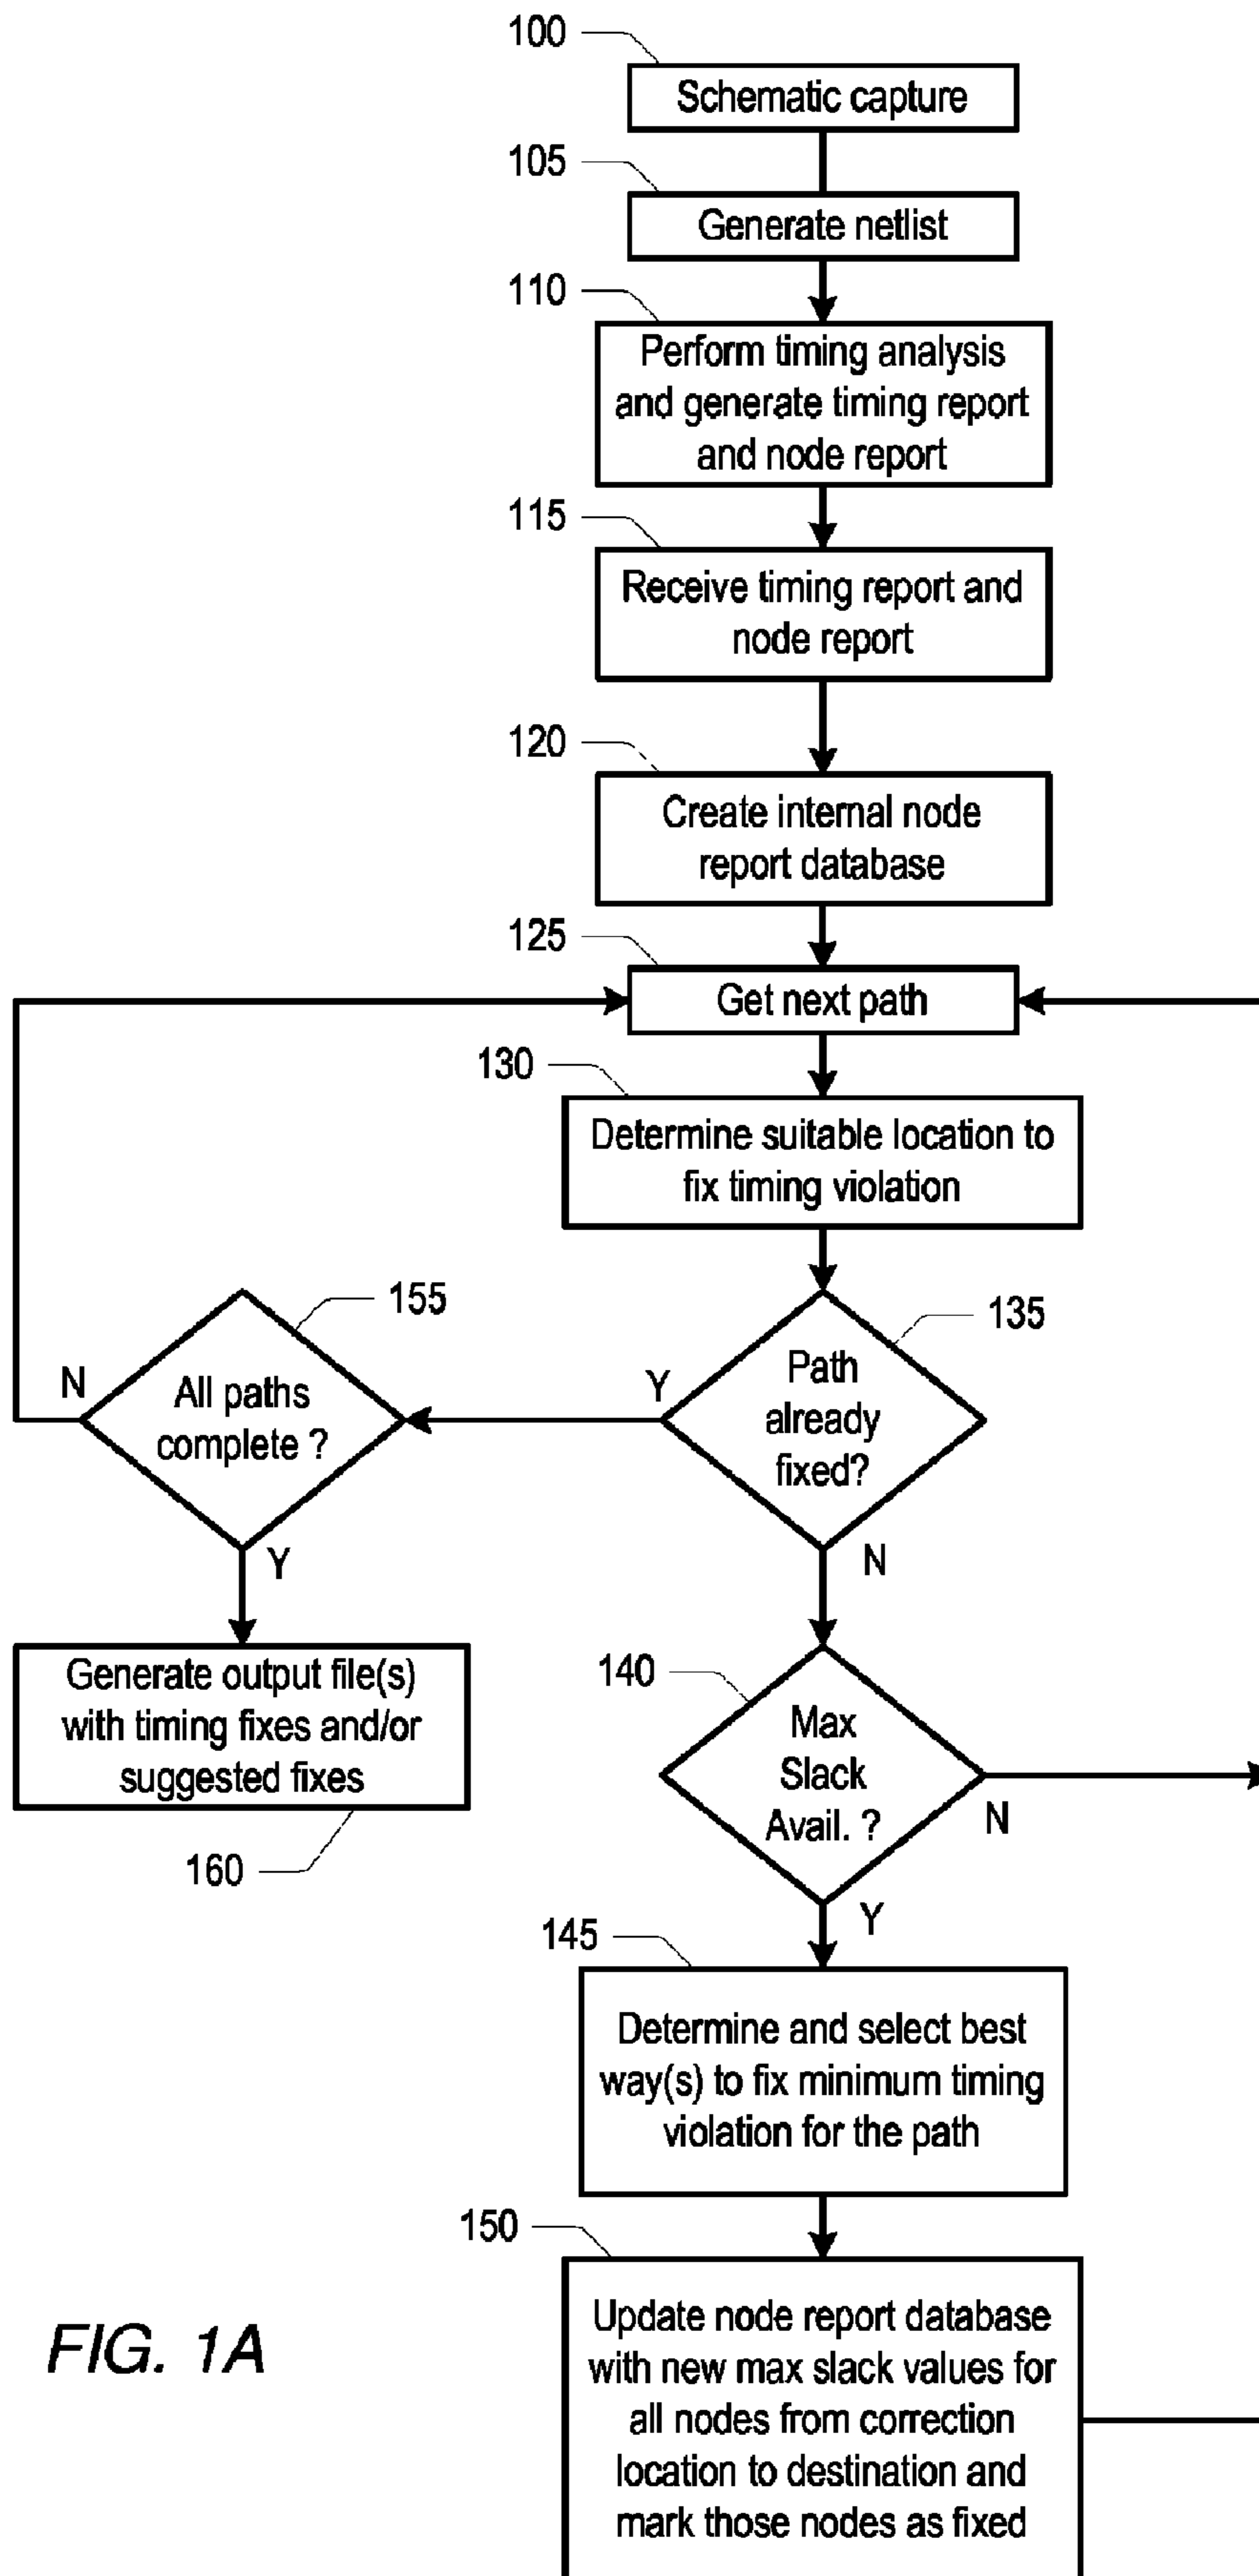 100
Schematic capture
105
Generate netlist
110
Perform timing analysis
and generate timing report
and node report
115
Receive timing report and
node report
120
Create internal node
report database
125
Get next path
130
Determine suitable location to
fix timing violation
155
135
N
All paths
complete ?
Y
Path
already
fixed?
Y
N
Generate output file(s)
with timing fixes and/or
suggested fixes
160
140
Max
Slack
Avail. ?
N
Y
145
Determine and select best
way(s) to fix minimum timing
violation for the path
150
Update node report database
with new max slack values for
all nodes from correction
location to destination and
mark those nodes as fixed
FIG. 1A